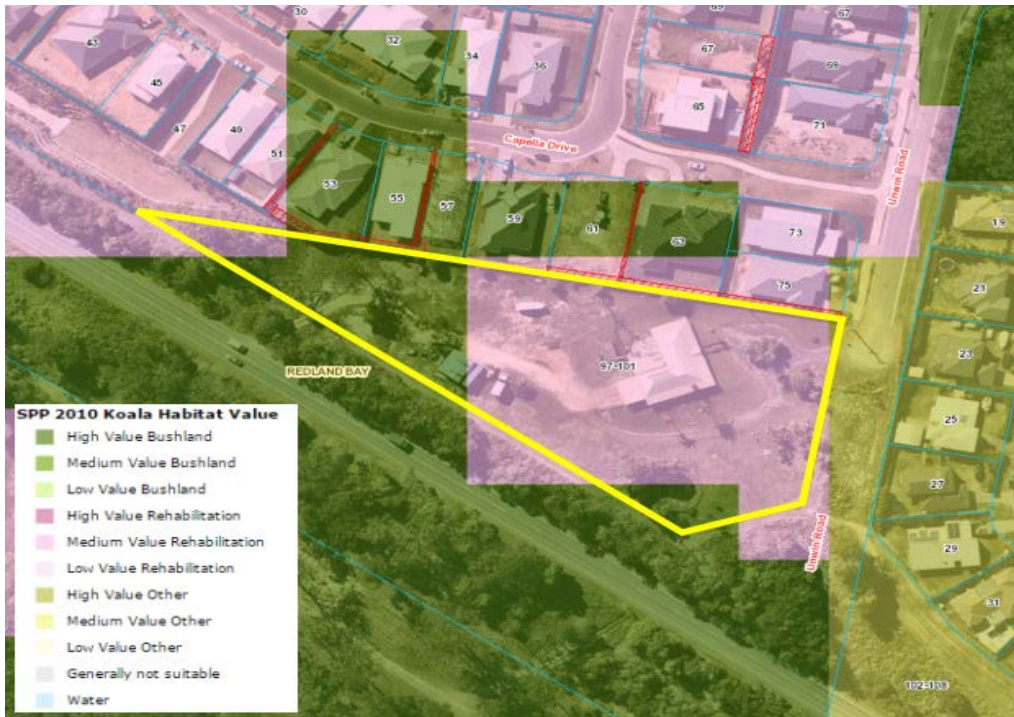 30
32
34
36
43
45
47
49
51
53
55
57
59
61
63
65
67
69
71
73
75
67
Capella Drive
Unwin Road
19
21
23
25
27
29
31
97-101
REDLAND BAY
Unwin Road
102-108
SPP 2010 Koala Habitat Value
High Value Bushland
Medium Value Bushland
Low Value Bushland
High Value Rehabilitation
Medium Value Rehabilitation
Low Value Rehabilitation
High Value Other
Medium Value Other
Low Value Other
Generally not suitable
Water